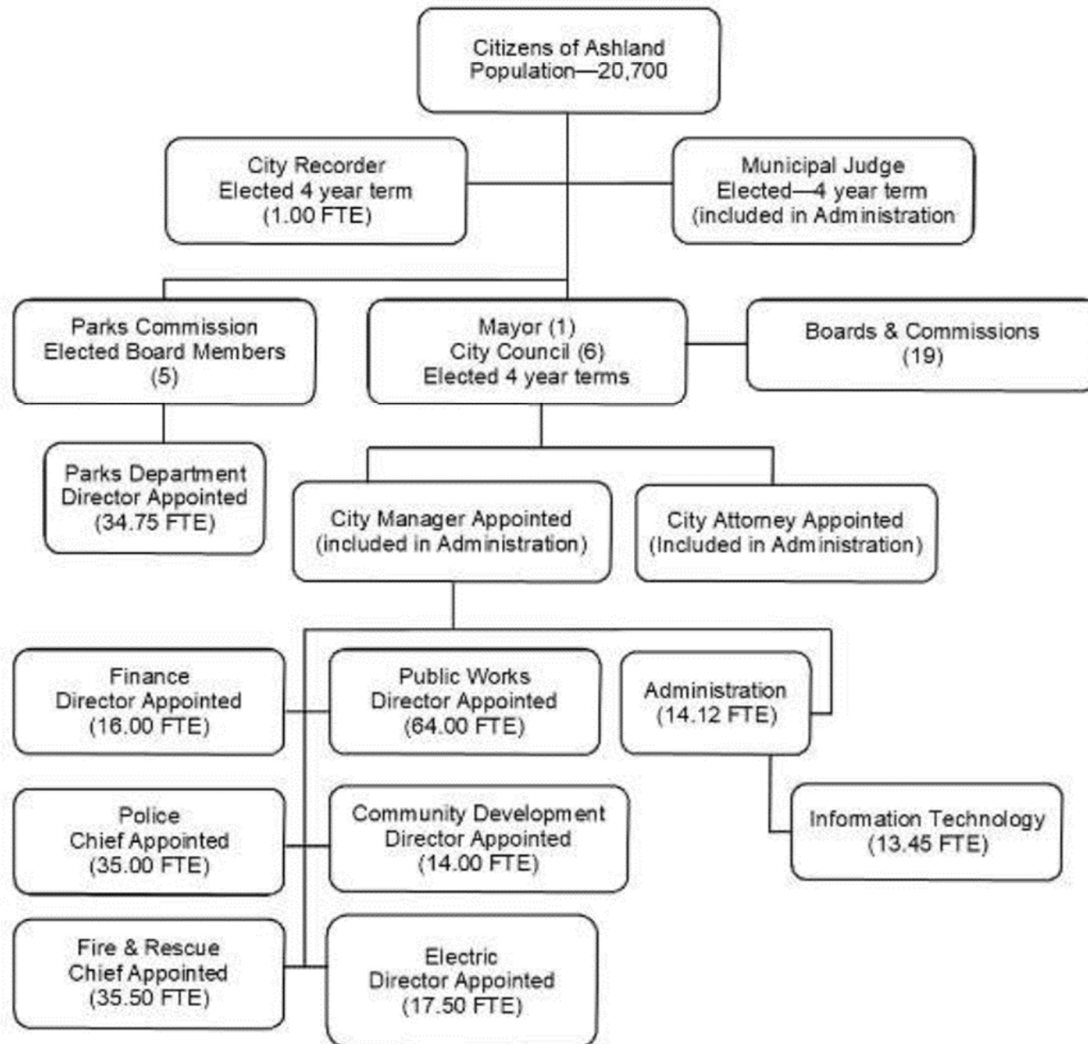 Citizens of Ashland
Population—20,700
City Recorder
Elected 4 year term
(1.00 FTE)
Municipal Judge
Elected—4 year term
(included in Administration
Parks Commission
Elected Board Members
(5)
Mayor (1)
City Council (6)
Elected 4 year terms
Boards & Commissions
(19)
Parks Department
Director Appointed
(34.75 FTE)
City Manager Appointed
(included in Administration)
City Attorney Appointed
(Included in Administration)
Finance
Director Appointed
(16.00 FTE)
Public Works
Director Appointed
(64.00 FTE)
Administration
(14.12 FTE)
Police
Chief Appointed
(35.00 FTE)
Community Development
Director Appointed
(14.00 FTE)
Information Technology
(13.45 FTE)
Fire & Rescue
Chief Appointed
(35.50 FTE)
Electric
Director Appointed
(17.50 FTE)